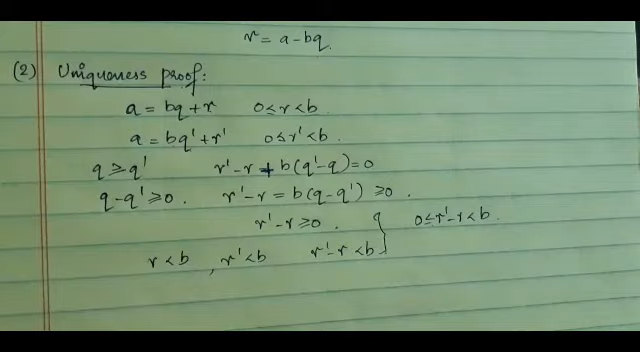 r = a - bq.
(2) Uniqueness proof:
a = bq + r 0 ≤ r < b
a = bq' + r' 0 ≤ r' < b.
q ≥ q' r' - r + b(q' - q) = 0
q - q' ≥ 0. r' - r = b(q - q') ≥ 0.
r' - r ≥ 0. } 0 ≤ r' - r < b.
r < b, r' < b r' - r < b